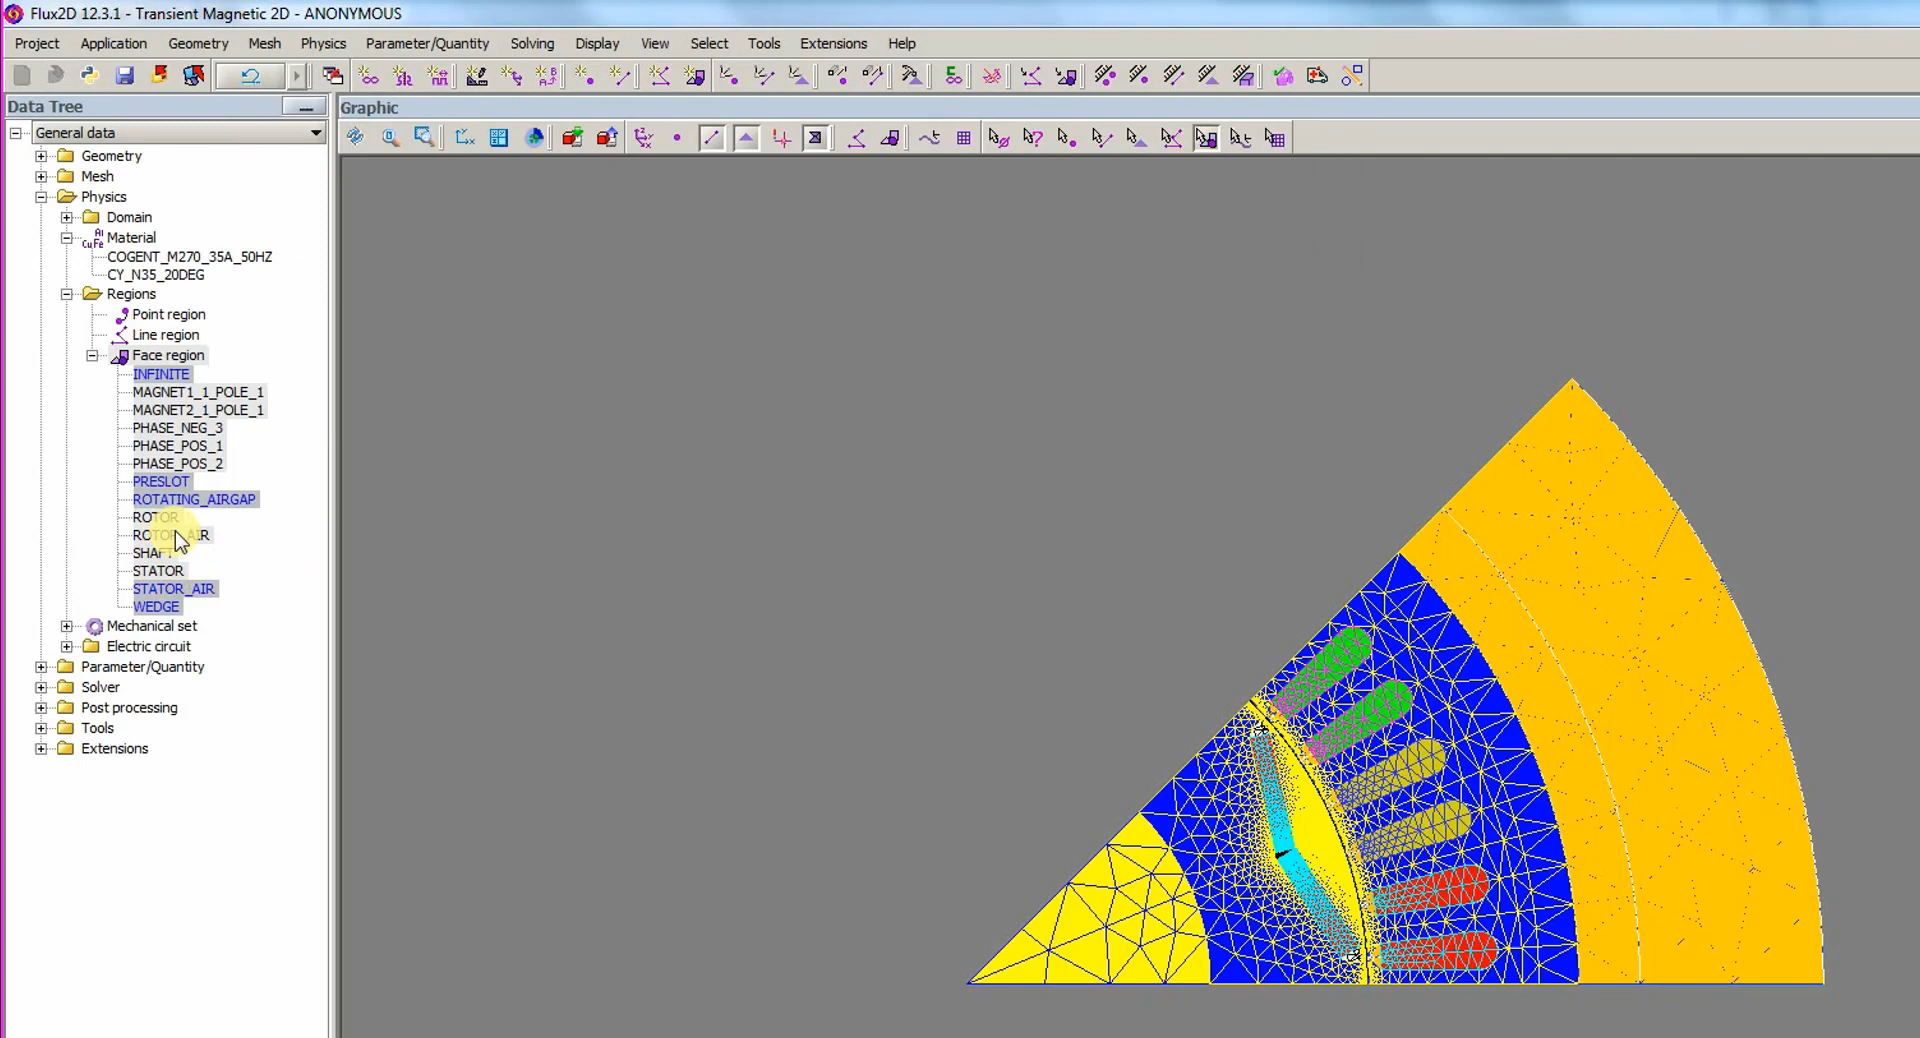 Flux2D 12.3.1 - Transient Magnetic 2D - ANONYMOUS
Project Application Geometry Mesh Physics Parameter/Quantity Solving Display View Select Tools Extensions Help
Data Tree
Graphic
General data
Geometry
Mesh
Physics
Domain
Material
COGENT_M270_35A_50HZ
CY_N35_20DEG
Regions
Point region
Line region
Face region
INFINITE
MAGNET1_1_POLE_1
MAGNET2_1_POLE_1
PHASE_NEG_3
PHASE_POS_1
PHASE_POS_2
PRESLOT
ROTATING_AIRGAP
ROTOR
ROTOR_AIR
SHAFT
STATOR
STATOR_AIR
WEDGE
Mechanical set
Electric circuit
Parameter/Quantity
Solver
Post processing
Tools
Extensions